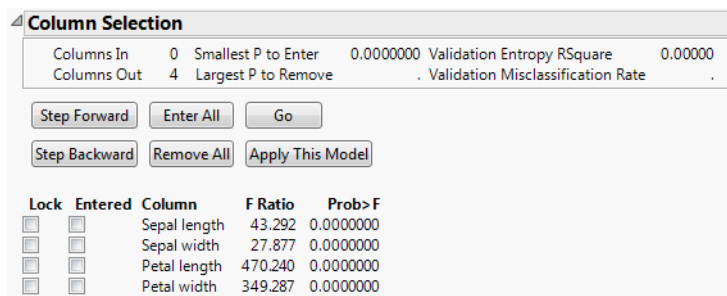 Column Selection
Columns In 0 Smallest P to Enter 0.0000000 Validation Entropy RSquare 0.00000
Columns Out 4 Largest P to Remove . Validation Misclassification Rate .
Step Forward Enter All Go
Step Backward Remove All Apply This Model
Lock Entered Column F Ratio Prob>F
Sepal length 43.292 0.0000000
Sepal width 27.877 0.0000000
Petal length 470.240 0.0000000
Petal width 349.287 0.0000000